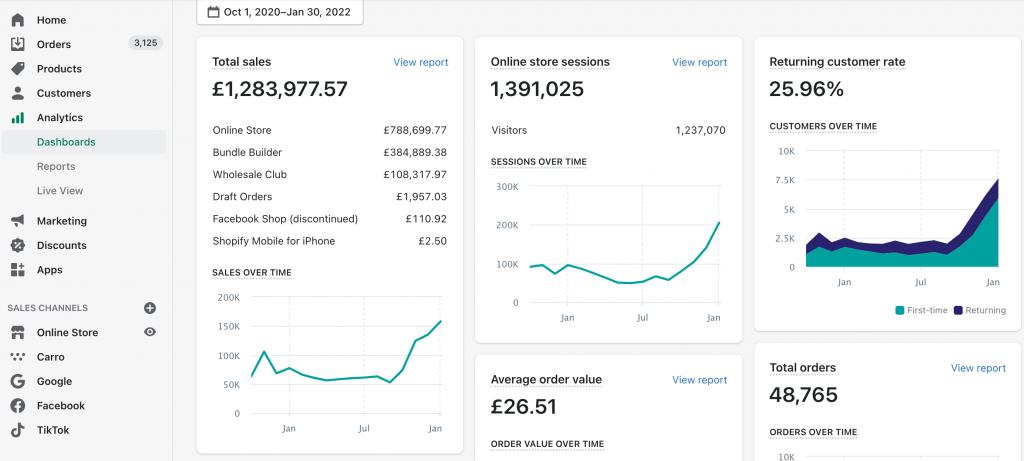 Oct 1, 2020–Jan 30, 2022
Home
Orders 3,125
Products
Customers
Analytics
Dashboards
Reports
Live View
Marketing
Discounts
Apps
SALES CHANNELS
Online Store
Carro
Google
Facebook
TikTok
Total sales View report
£1,283,977.57
Online Store £788,699.77
Bundle Builder £384,889.38
Wholesale Club £108,317.97
Draft Orders £1,957.03
Facebook Shop (discontinued) £110.92
Shopify Mobile for iPhone £2.50
SALES OVER TIME
200K
150K
100K
50K
0
Jan Jul Jan
Online store sessions View report
1,391,025
Visitors 1,237,070
SESSIONS OVER TIME
300K
200K
100K
0
Jan Jul Jan
Average order value View report
£26.51
ORDER VALUE OVER TIME
Returning customer rate
25.96%
CUSTOMERS OVER TIME
10K
7.5K
5K
2.5K
0
Jan Jul Jan
First-time Returning
Total orders View report
48,765
ORDERS OVER TIME
10K